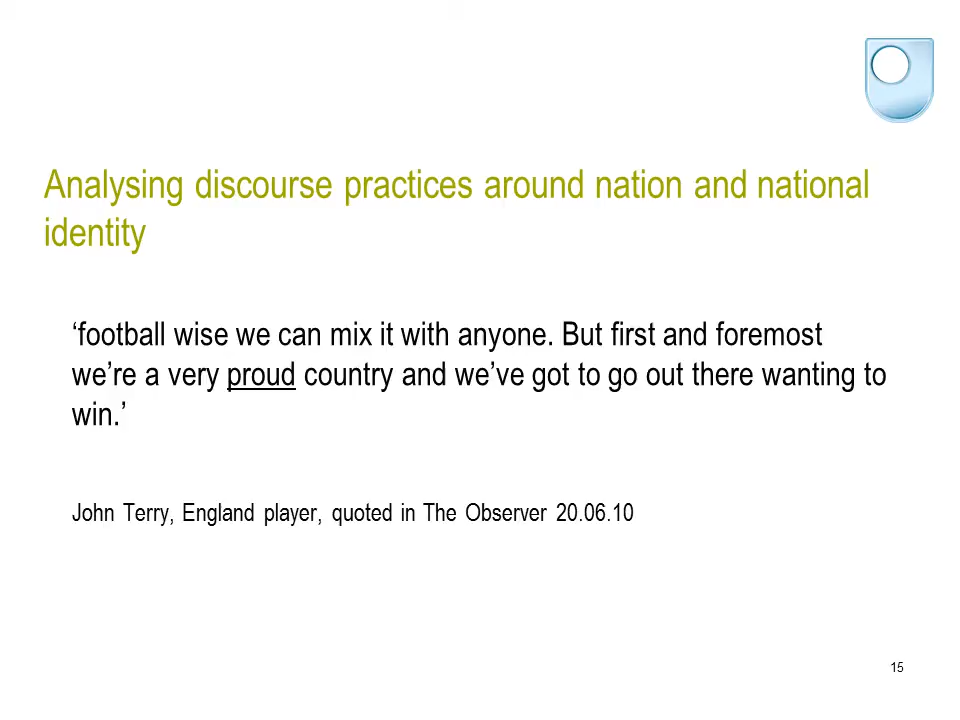 Analysing discourse practices around nation and national
identity
‘football wise we can mix it with anyone. But first and foremost
we’re a very proud country and we’ve got to go out there wanting to
win.’
John Terry, England player, quoted in The Observer 20.06.10
15